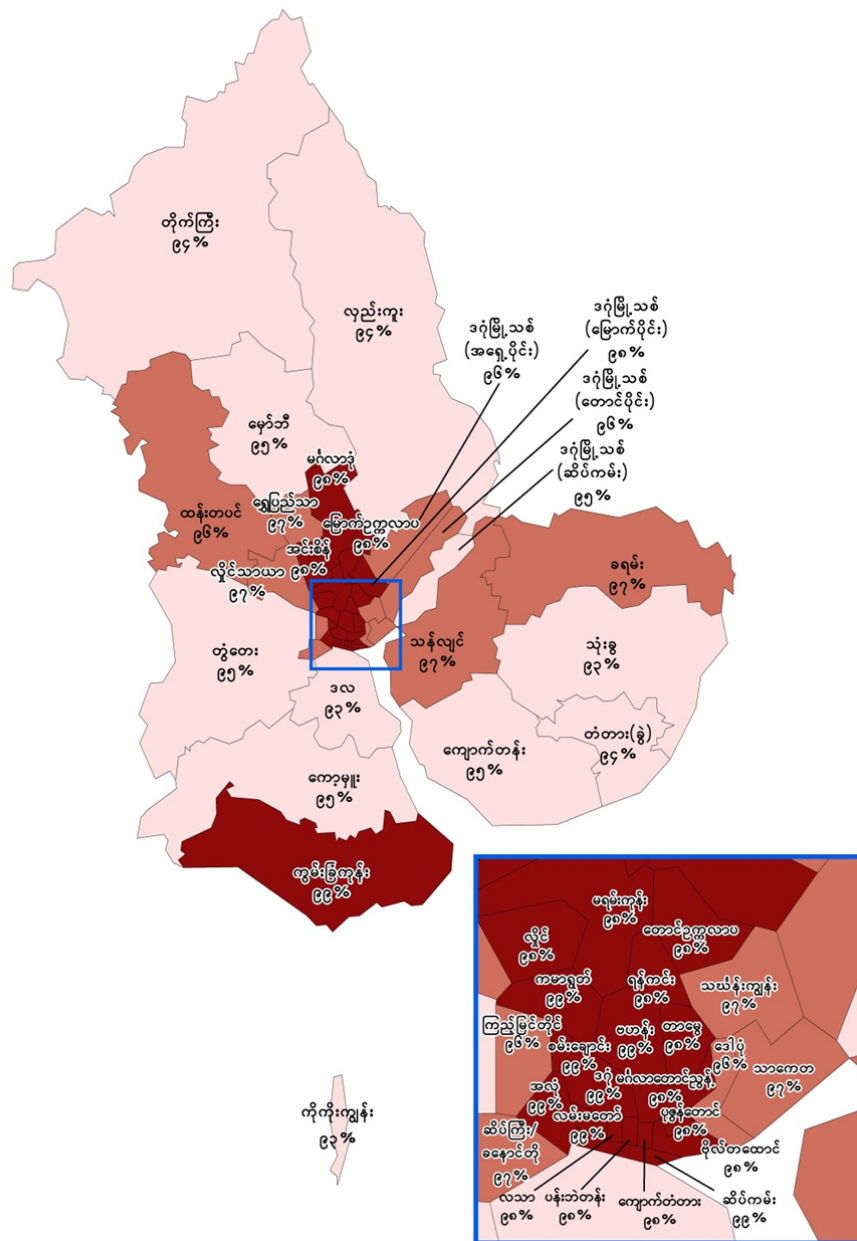 တိုက်ကြီး
၉၄%
လှည်းကူး
၉၄%
ဒဂုံမြို့သစ်
(အရှေ့ပိုင်း)
၉၆%
ဒဂုံမြို့သစ်
(မြောက်ပိုင်း)
၉၈%
ဒဂုံမြို့သစ်
(တောင်ပိုင်း)
၉၆%
ဒဂုံမြို့သစ်
(ဆိပ်ကမ်း)
၉၅%
မှော်ဘီ
၉၅%
မင်္ဂလာဒုံ
၉၈%
ရွှေပြည်သာ
၉၇%
ထန်းတပင်
၉၆%
မြောက်ဥက္ကလာပ
၉၈%
အင်းစိန်
၉၈%
လှိုင်သာယာ
၉၇%
ခရမ်း
၉၇%
သန်လျင်
၉၇%
သုံးခွ
၉၃%
တွံတေး
၉၅%
ဒလ
၉၃%
ကျောက်တန်း
၉၅%
တံတား(ခွဲ)
၉၄%
ကော့မှူး
၉၅%
ကွမ်းခြံကုန်း
၉၉%
ကိုကိုးကျွန်း
၉၃%
မရမ်းကုန်း
၉၈%
တောင်ဥက္ကလာပ
၉၈%
လှိုင်
၉၈%
ကမာရွတ်
၉၉%
ရန်ကင်း
၉၈%
သင်္ဃန်းကျွန်း
၉၇%
ကြည့်မြင်တိုင်
၉၆%
စမ်းချောင်း
၉၉%
ဗဟန်း
၉၉%
တာမွေ
၉၈%
ဒေါပုံ
၉၆%
သာကေတ
၉၇%
အလုံ
၉၉%
ဒဂုံ
၉၉%
မင်္ဂလာတောင်ညွန့်
၉၈%
လမ်းမတော်
၉၉%
ပုဇွန်တောင်
၉၈%
ဆိပ်ကြီး/
ခနောင်တို
၉၇%
ဗိုလ်တထောင်
၉၈%
လသာ
၉၈%
ပန်းဘဲတန်း
၉၈%
ကျောက်တံတား
၉၈%
ဆိပ်ကမ်း
၉၉%